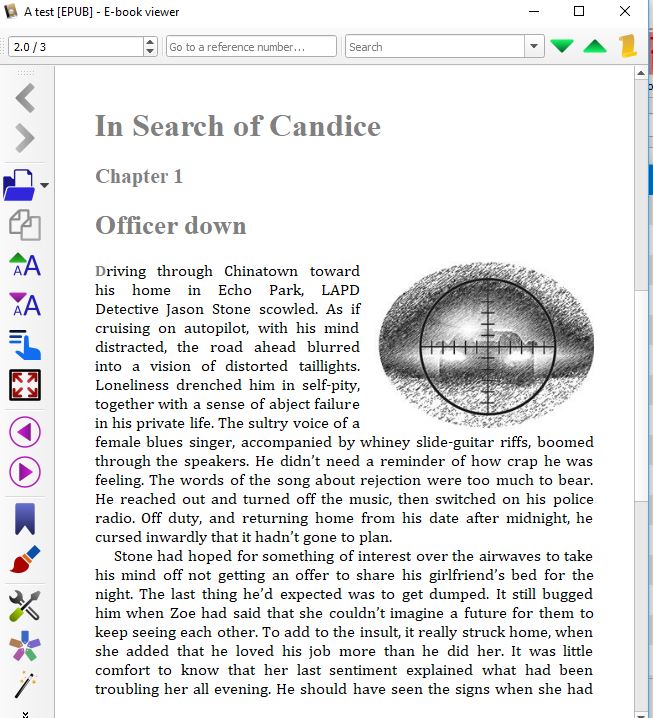 A test [EPUB] - E-book viewer
2.0 / 3
Go to a reference number...
Search
In Search of Candice
Chapter 1
Officer down
Driving through Chinatown toward
his home in Echo Park, LAPD
Detective Jason Stone scowled. As if
cruising on autopilot, with his mind
distracted, the road ahead blurred
into a vision of distorted taillights.
Loneliness drenched him in self-pity,
together with a sense of abject failure
in his private life. The sultry voice of a
female blues singer, accompanied by whiney slide-guitar riffs, boomed
through the speakers. He didn’t need a reminder of how crap he was
feeling. The words of the song about rejection were too much to bear.
He reached out and turned off the music, then switched on his police
radio. Off duty, and returning home from his date after midnight, he
cursed inwardly that it hadn’t gone to plan.
Stone had hoped for something of interest over the airwaves to take
his mind off not getting an offer to share his girlfriend’s bed for the
night. The last thing he’d expected was to get dumped. It still bugged
him when Zoe had said that she couldn’t imagine a future for them to
keep seeing each other. To add to the insult, it really struck home, when
she added that he loved his job more than he did her. It was little
comfort to know that her last sentiment explained what had been
troubling her all evening. He should have seen the signs when she had